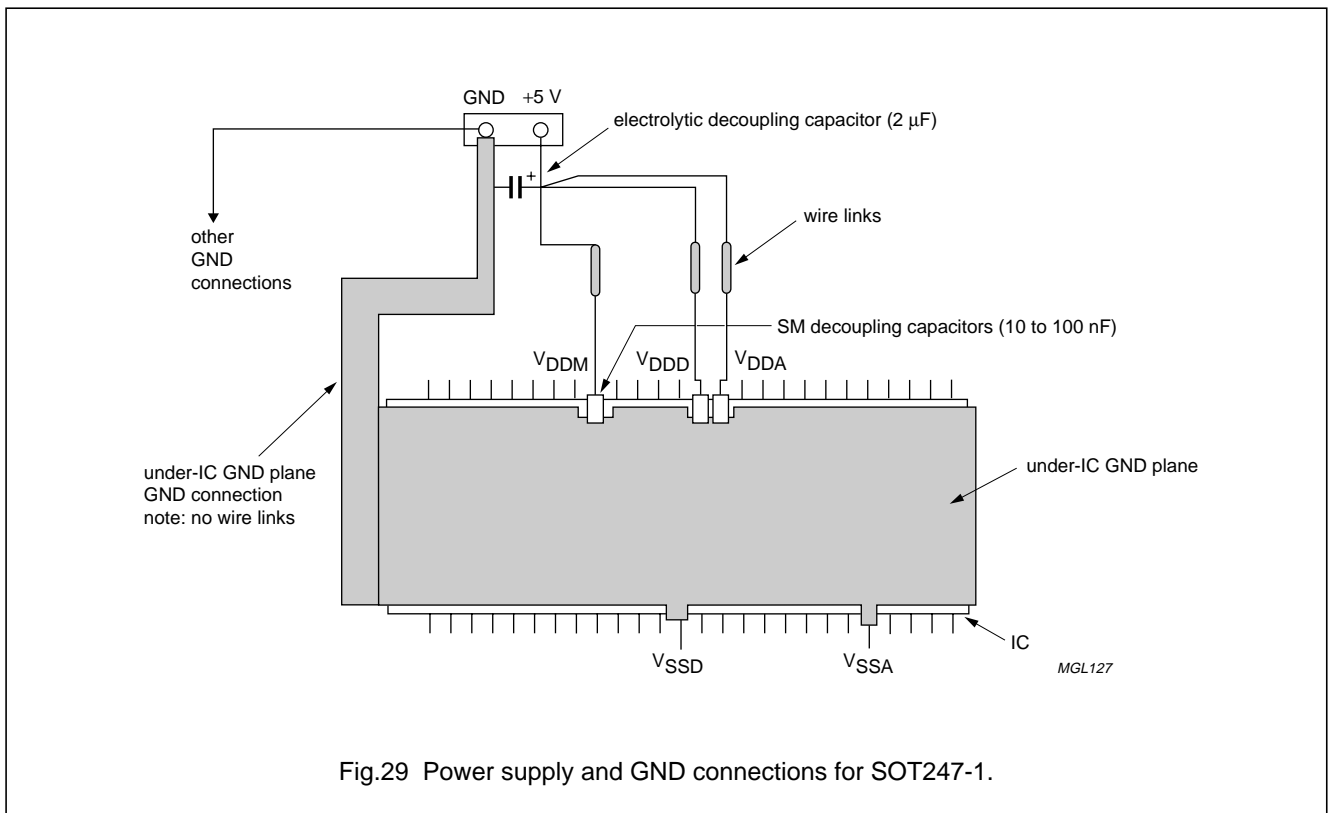 GND +5 V
electrolytic decoupling capacitor (2 μF)
+
wire links
other
GND
connections
SM decoupling capacitors (10 to 100 nF)
VDDM VDDD VDDA
under-IC GND plane
GND connection
note: no wire links
under-IC GND plane
IC
VSSD VSSA
MGL127
Fig.29 Power supply and GND connections for SOT247-1.